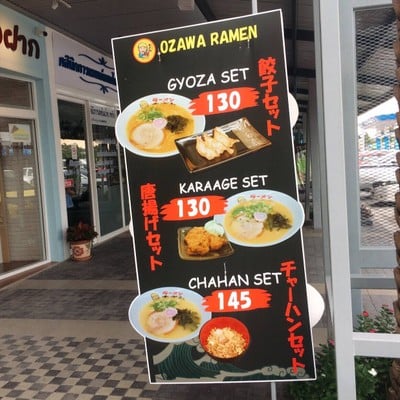 OZAWA RAMEN
GYOZA SET
130
餃子セット
KARAAGE SET
130
唐揚げセット
CHAHAN SET
145
チャーハンセット